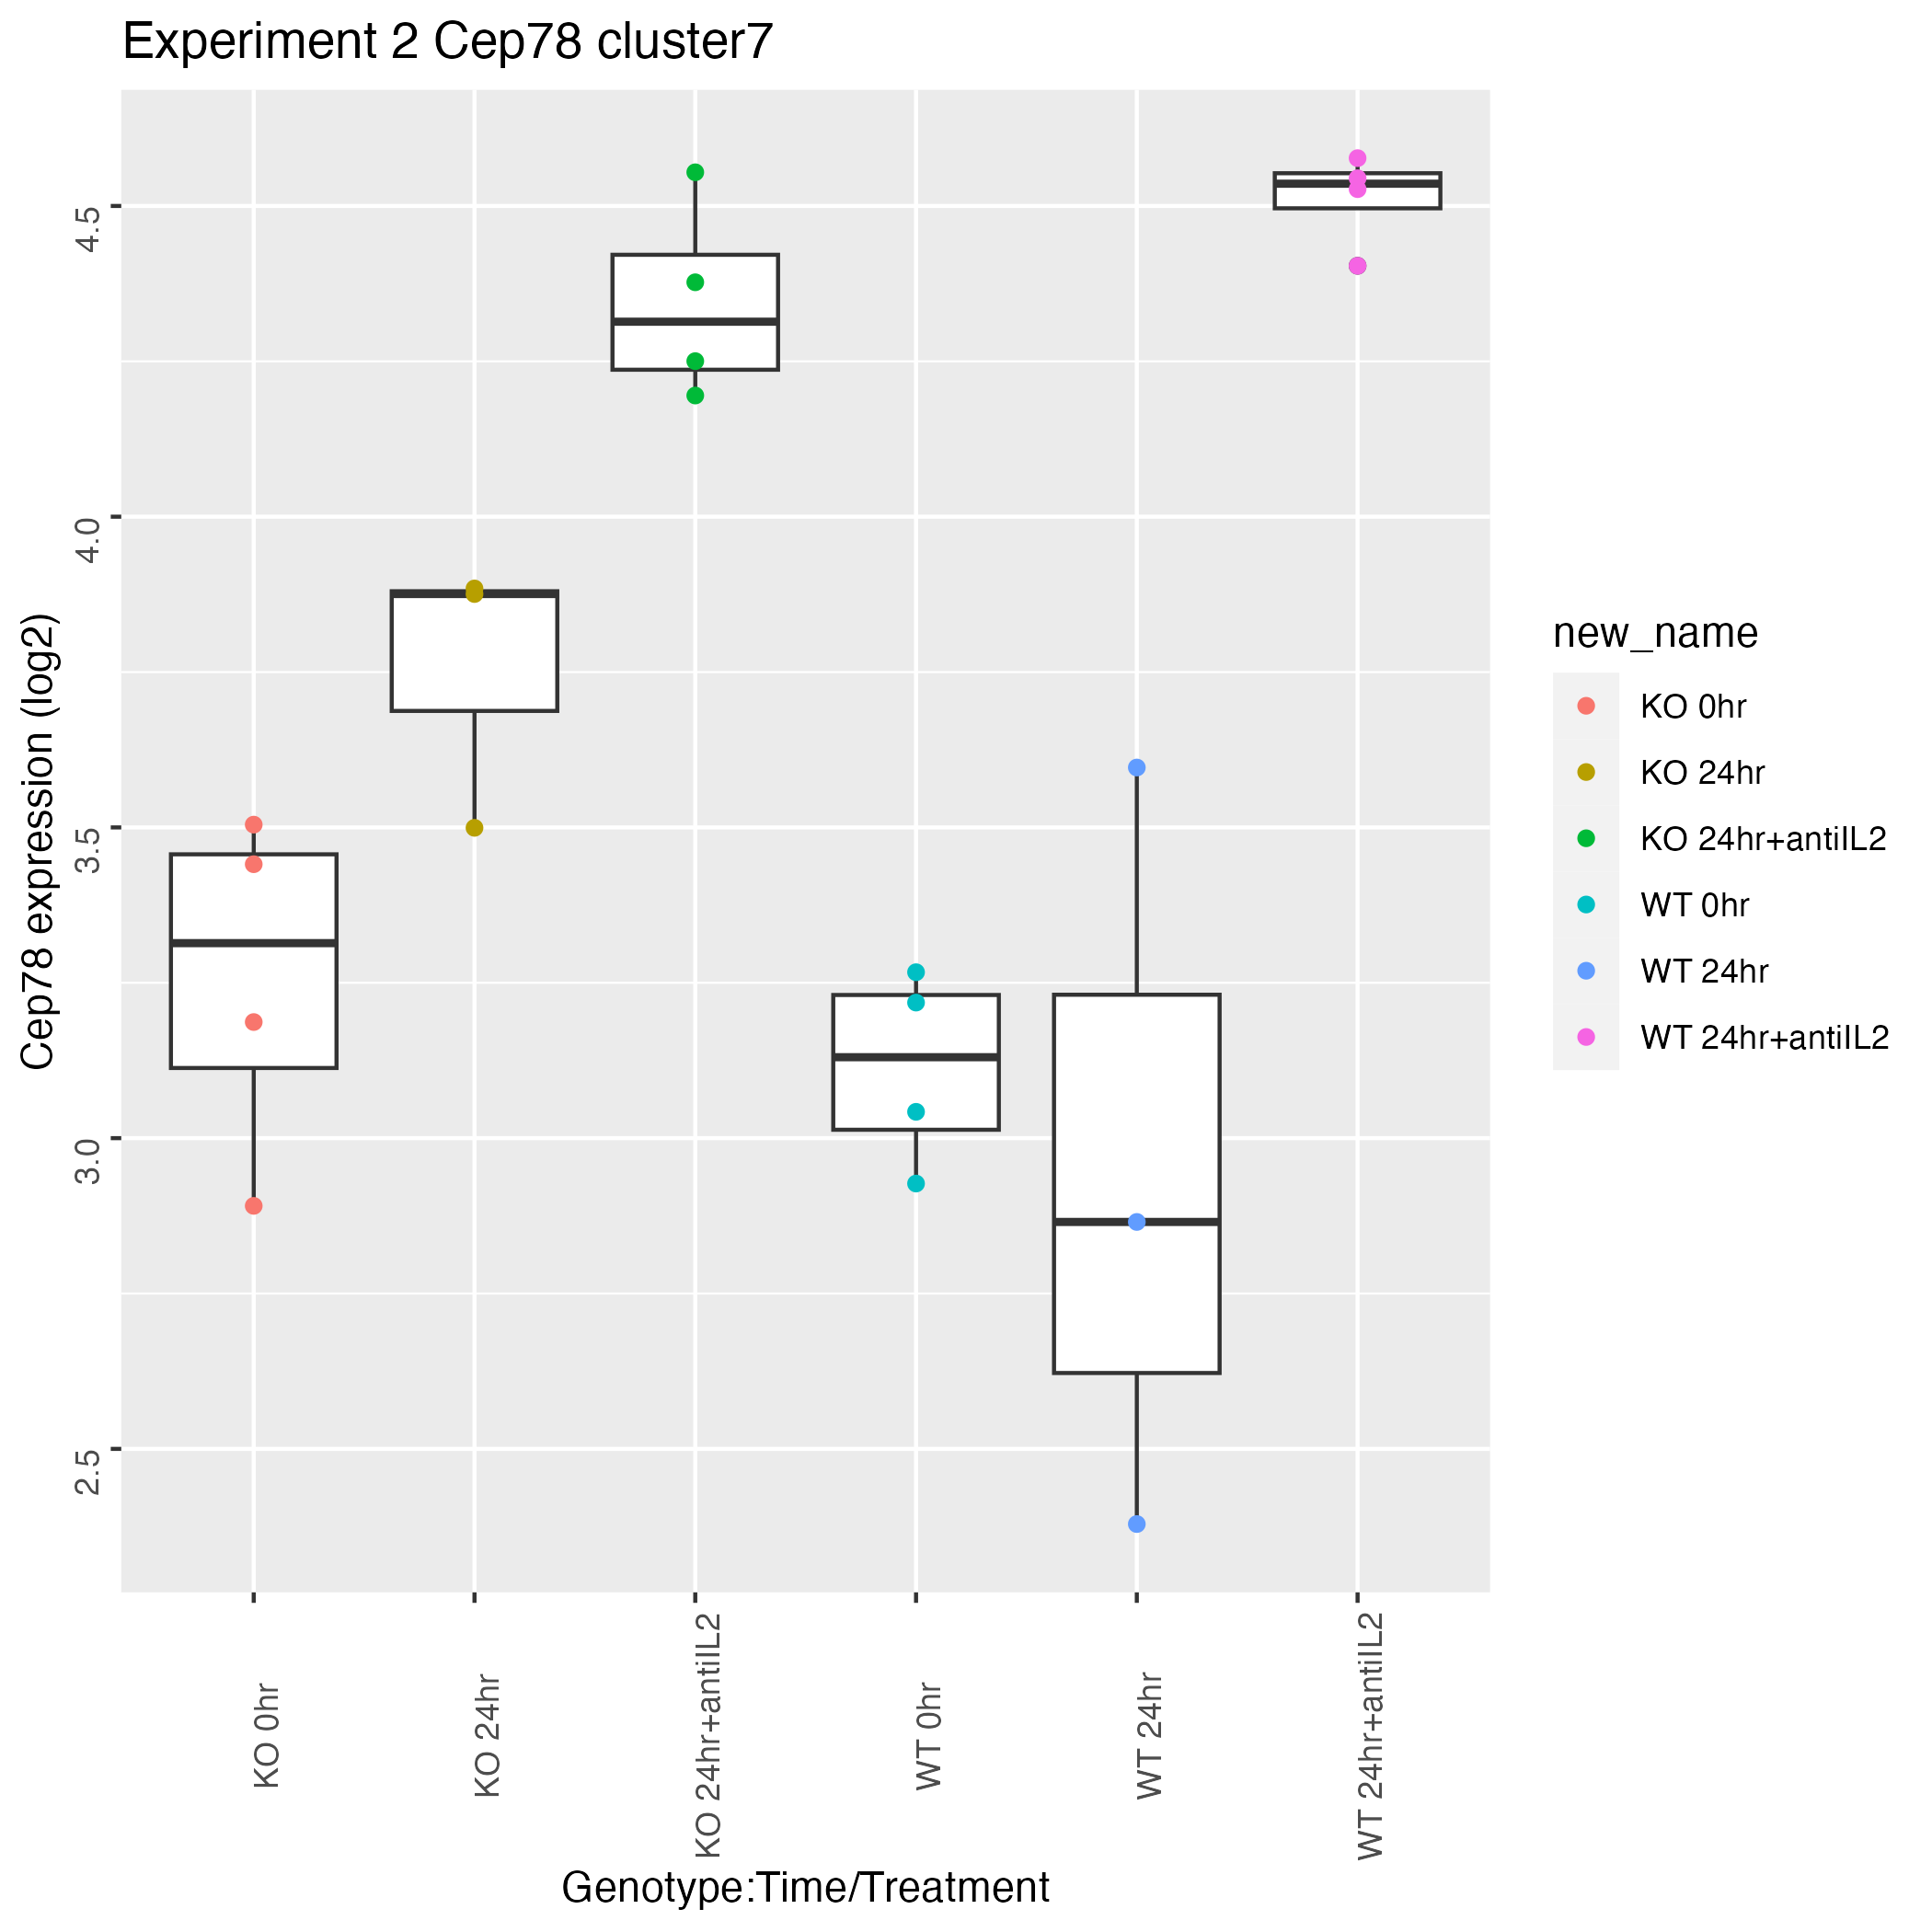 Experiment 2 Cep78 cluster7
Cep78 expression (log2)
4.5
4.0
3.5
3.0
2.5
KO 0hr
KO 24hr
KO 24hr+antiIL2
WT 0hr
WT 24hr
WT 24hr+antiIL2
Genotype:Time/Treatment
new_name
KO 0hr
KO 24hr
KO 24hr+antiIL2
WT 0hr
WT 24hr
WT 24hr+antiIL2